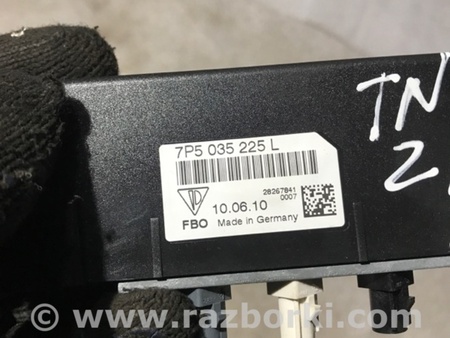 7P5 035 225 L
28267841
0007
10.06.10
FBO Made in Germany
TN
2
© www.razborki.com